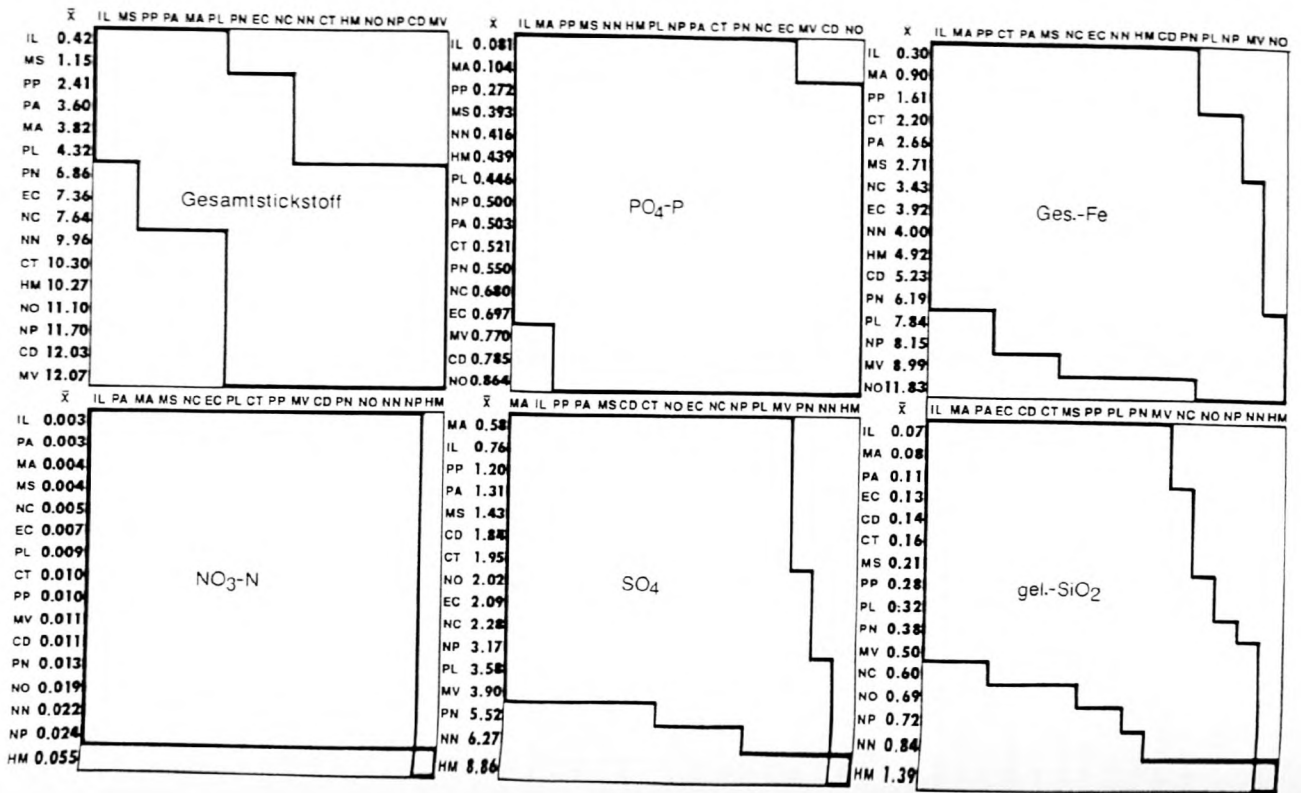 x̄ IL MS PP PA MA PL PN EC NC NN CT HM NO NP CD MV
IL 0.42
MS 1.15
PP 2.41
PA 3.60
MA 3.82
PL 4.32
PN 6.86
EC 7.36
NC 7.64
NN 9.96
CT 10.30
HM 10.27
NO 11.10
NP 11.70
CD 12.03
MV 12.07
Gesamtstickstoff
x̄ IL MA PP MS NN HM PL NP PA CT PN NC EC MV CD NO
IL 0.081
MA 0.104
PP 0.272
MS 0.393
NN 0.416
HM 0.439
PL 0.446
NP 0.500
PA 0.503
CT 0.521
PN 0.550
NC 0.680
EC 0.697
MV 0.770
CD 0.785
NO 0.864
PO₄-P
x IL MA PP CT PA MS NC EC NN HM CD PN PL NP MV NO
IL 0.30
MA 0.90
PP 1.61
CT 2.20
PA 2.66
MS 2.71
NC 3.43
EC 3.92
NN 4.00
HM 4.92
CD 5.23
PN 6.19
PL 7.84
NP 8.15
MV 8.99
NO 11.83
Ges.-Fe
x̄ IL PA MA MS NC EC PL CT PP MV CD PN NO NN NP HM
IL 0.003
PA 0.003
MA 0.004
MS 0.004
NC 0.005
EC 0.007
PL 0.009
CT 0.010
PP 0.010
MV 0.011
CD 0.011
PN 0.013
NO 0.019
NN 0.022
NP 0.024
HM 0.055
NO₃-N
x̄ MA IL PP PA MS CD CT NO EC NC NP PL MV PN NN HM
MA 0.58
IL 0.76
PP 1.20
PA 1.31
MS 1.43
CD 1.84
CT 1.95
NO 2.02
EC 2.09
NC 2.28
NP 3.17
PL 3.58
MV 3.90
PN 5.52
NN 6.27
HM 8.86
SO₄
x̄ IL MA PA EC CD CT MS PP PL PN MV NC NO NP NN HM
IL 0.07
MA 0.08
PA 0.11
EC 0.13
CD 0.14
CT 0.16
MS 0.21
PP 0.28
PL 0.32
PN 0.38
MV 0.50
NC 0.60
NO 0.69
NP 0.72
NN 0.84
HM 1.39
gel.-SiO₂